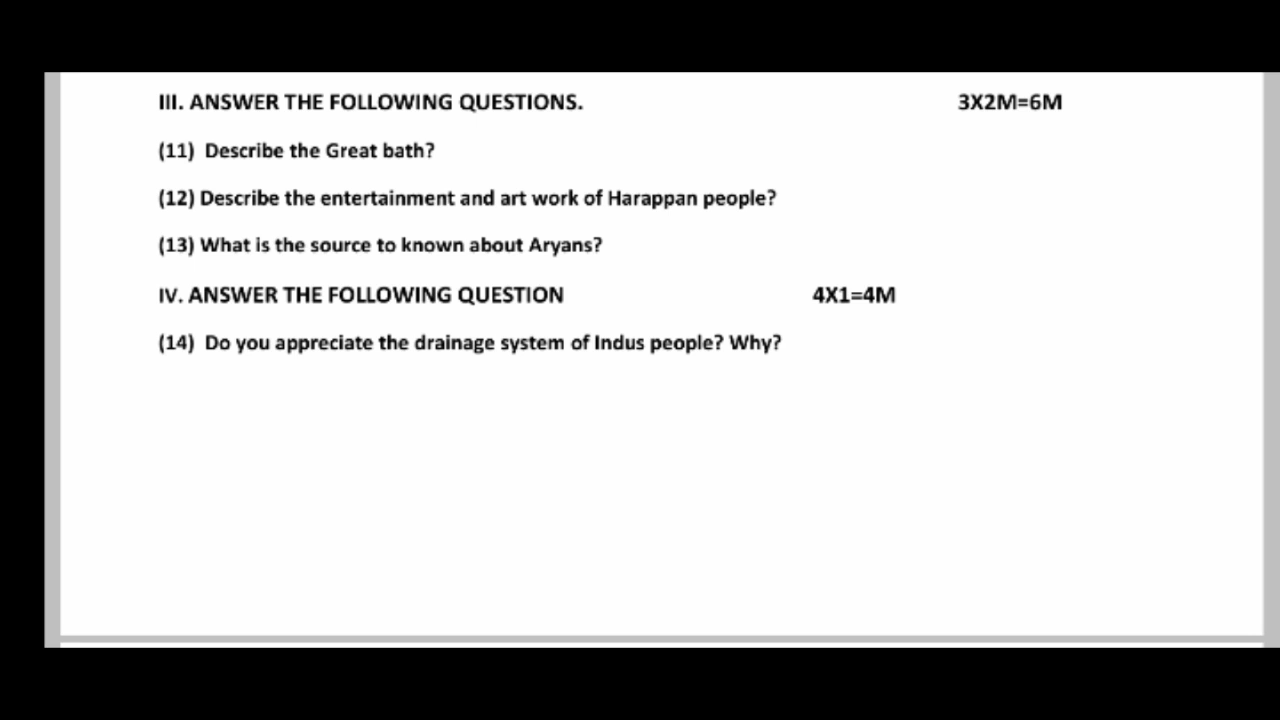 III. ANSWER THE FOLLOWING QUESTIONS. 3X2M=6M
(11) Describe the Great bath?
(12) Describe the entertainment and art work of Harappan people?
(13) What is the source to known about Aryans?
IV. ANSWER THE FOLLOWING QUESTION 4X1=4M
(14) Do you appreciate the drainage system of Indus people? Why?